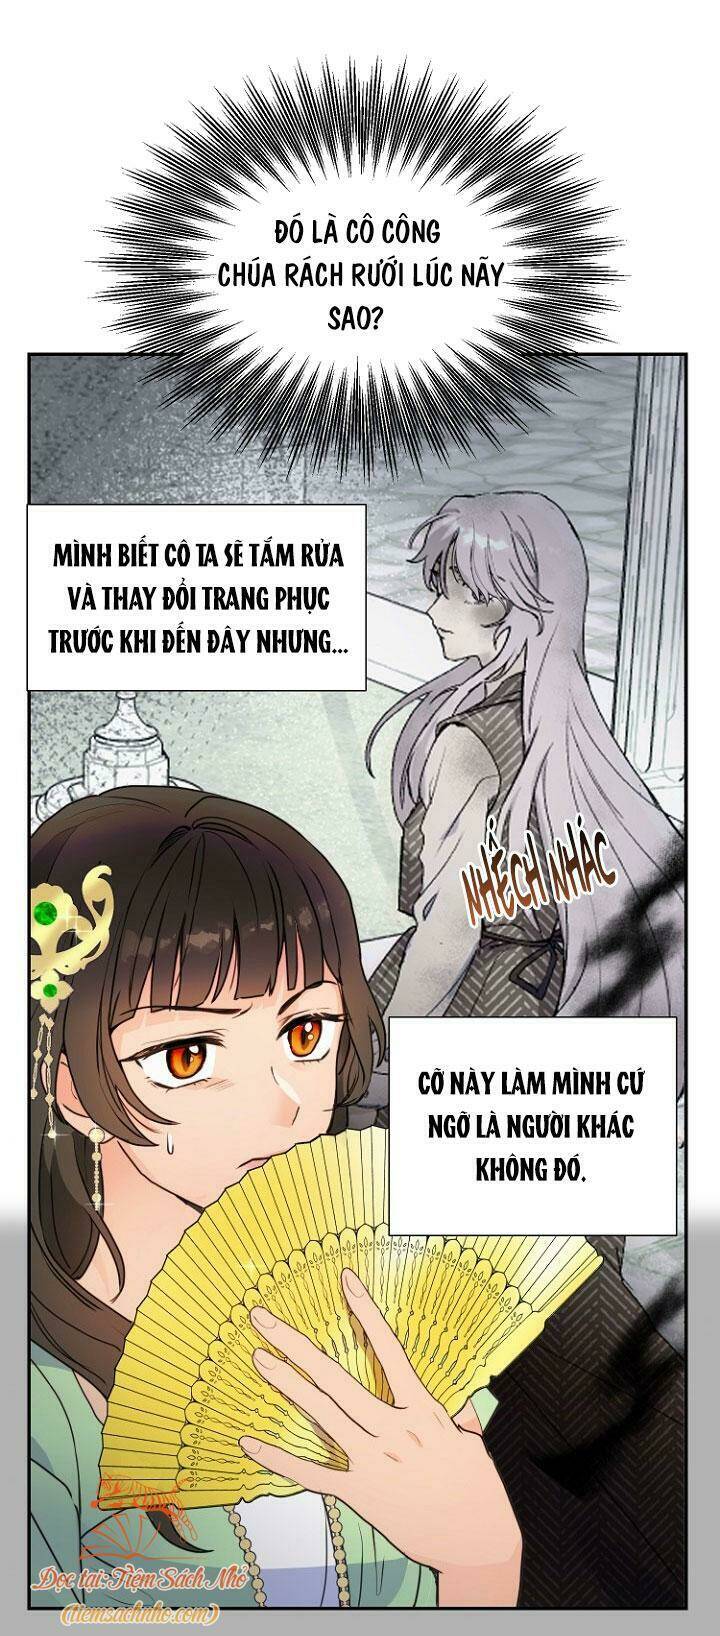 ĐÓ LÀ CÔ CÔNG
CHÚA RÁCH RƯỚI LÚC NÃY
SAO?
MÌNH BIẾT CÔ TA SẼ TẮM RỬA
VÀ THAY ĐỔI TRANG PHỤC
TRƯỚC KHI ĐẾN ĐÂY NHƯNG...
NHẾCH NHÁC
CỠ NÀY LÀM MÌNH CỨ
NGỠ LÀ NGƯỜI KHÁC
KHÔNG ĐÓ.
Đọc tại: Tiệm Sách Nhỏ
(tiemsachnho.com)